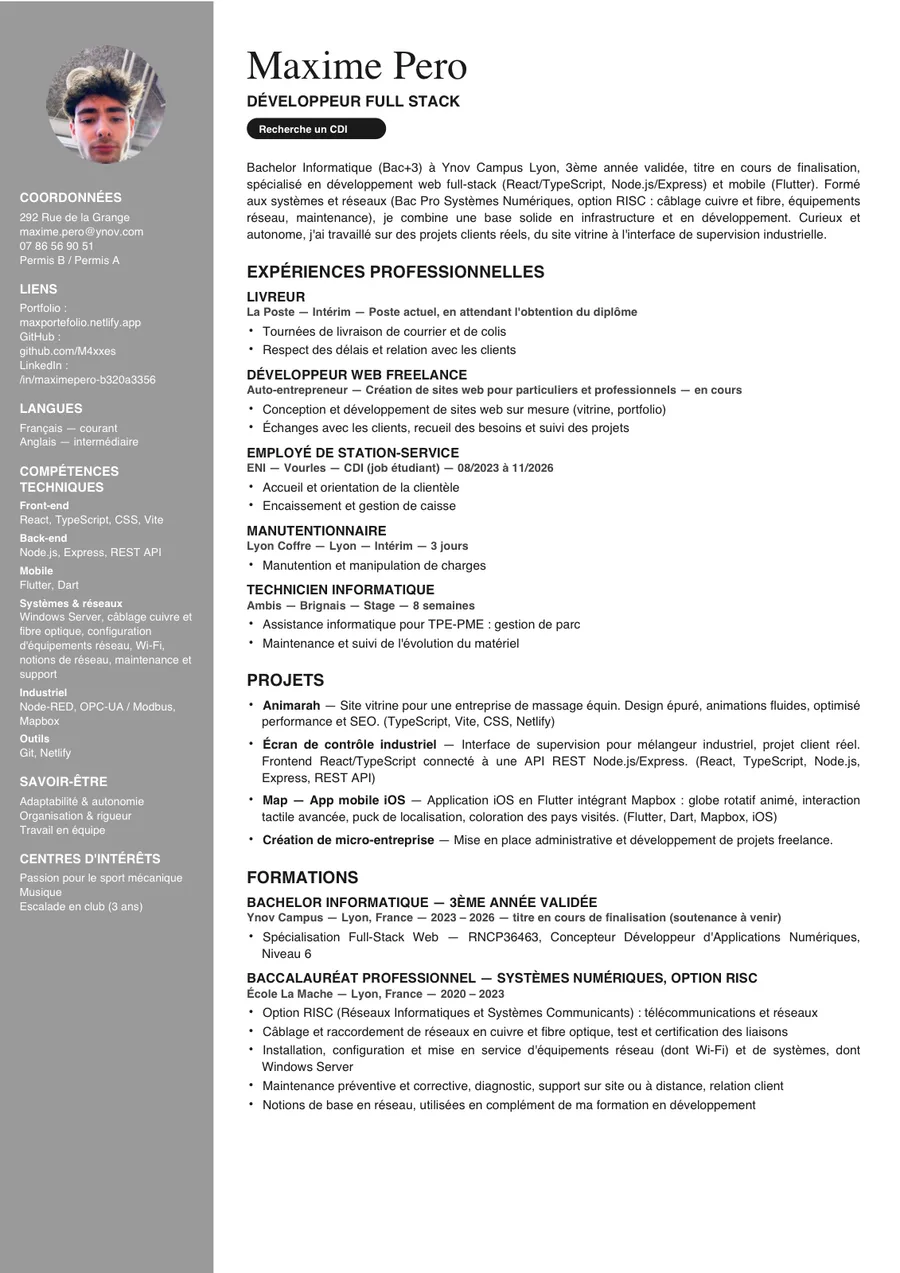 COORDONNÉES
292 Rue de la Grange
maxime.pero@ynov.com
07 86 56 90 51
Permis B / Permis A
LIENS
Portfolio :
maxportefolio.netlify.app
GitHub :
github.com/M4xxes
LinkedIn :
/in/maximepero-b320a3356
LANGUES
Français — courant
Anglais — intermédiaire
COMPÉTENCES
TECHNIQUES
Front-end
React, TypeScript, CSS, Vite
Back-end
Node.js, Express, REST API
Mobile
Flutter, Dart
Systèmes & réseaux
Windows Server, câblage cuivre et
fibre optique, configuration
d'équipements réseau, Wi-Fi,
notions de réseau, maintenance et
support
Industriel
Node-RED, OPC-UA / Modbus,
Mapbox
Outils
Git, Netlify
SAVOIR-ÊTRE
Adaptabilité & autonomie
Organisation & rigueur
Travail en équipe
CENTRES D'INTÉRÊTS
Passion pour le sport mécanique
Musique
Escalade en club (3 ans)
Maxime Pero
DÉVELOPPEUR FULL STACK
Recherche un CDI
Bachelor Informatique (Bac+3) à Ynov Campus Lyon, 3ème année validée, titre en cours de finalisation,
spécialisé en développement web full-stack (React/TypeScript, Node.js/Express) et mobile (Flutter). Formé
aux systèmes et réseaux (Bac Pro Systèmes Numériques, option RISC : câblage cuivre et fibre, équipements
réseau, maintenance), je combine une base solide en infrastructure et en développement. Curieux et
autonome, j'ai travaillé sur des projets clients réels, du site vitrine à l'interface de supervision industrielle.
EXPÉRIENCES PROFESSIONNELLES
LIVREUR
La Poste — Intérim — Poste actuel, en attendant l'obtention du diplôme
• Tournées de livraison de courrier et de colis
• Respect des délais et relation avec les clients
DÉVELOPPEUR WEB FREELANCE
Auto-entrepreneur — Création de sites web pour particuliers et professionnels — en cours
• Conception et développement de sites web sur mesure (vitrine, portfolio)
• Échanges avec les clients, recueil des besoins et suivi des projets
EMPLOYÉ DE STATION-SERVICE
ENI — Vourles — CDI (job étudiant) — 08/2023 à 11/2026
• Accueil et orientation de la clientèle
• Encaissement et gestion de caisse
MANUTENTIONNAIRE
Lyon Coffre — Lyon — Intérim — 3 jours
• Manutention et manipulation de charges
TECHNICIEN INFORMATIQUE
Ambis — Brignais — Stage — 8 semaines
• Assistance informatique pour TPE-PME : gestion de parc
• Maintenance et suivi de l'évolution du matériel
PROJETS
• Animarah — Site vitrine pour une entreprise de massage équin. Design épuré, animations fluides, optimisé
performance et SEO. (TypeScript, Vite, CSS, Netlify)
• Écran de contrôle industriel — Interface de supervision pour mélangeur industriel, projet client réel.
Frontend React/TypeScript connecté à une API REST Node.js/Express. (React, TypeScript, Node.js,
Express, REST API)
• Map — App mobile iOS — Application iOS en Flutter intégrant Mapbox : globe rotatif animé, interaction
tactile avancée, puck de localisation, coloration des pays visités. (Flutter, Dart, Mapbox, iOS)
• Création de micro-entreprise — Mise en place administrative et développement de projets freelance.
FORMATIONS
BACHELOR INFORMATIQUE — 3ÈME ANNÉE VALIDÉE
Ynov Campus — Lyon, France — 2023 – 2026 — titre en cours de finalisation (soutenance à venir)
• Spécialisation Full-Stack Web — RNCP36463, Concepteur Développeur d'Applications Numériques,
Niveau 6
BACCALAURÉAT PROFESSIONNEL — SYSTÈMES NUMÉRIQUES, OPTION RISC
École La Mache — Lyon, France — 2020 – 2023
• Option RISC (Réseaux Informatiques et Systèmes Communicants) : télécommunications et réseaux
• Câblage et raccordement de réseaux en cuivre et fibre optique, test et certification des liaisons
• Installation, configuration et mise en service d'équipements réseau (dont Wi-Fi) et de systèmes, dont
Windows Server
• Maintenance préventive et corrective, diagnostic, support sur site ou à distance, relation client
• Notions de base en réseau, utilisées en complément de ma formation en développement